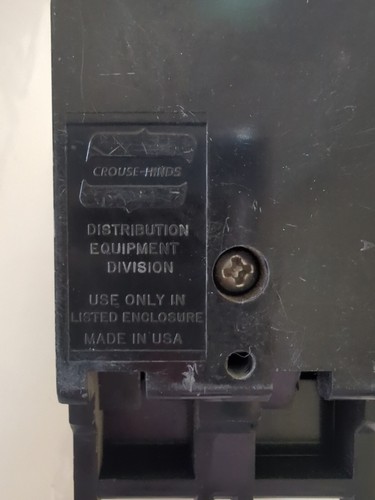 CROUSE-HINDS
DISTRIBUTION
EQUIPMENT
DIVISION
USE ONLY IN
LISTED ENCLOSURE
MADE IN USA